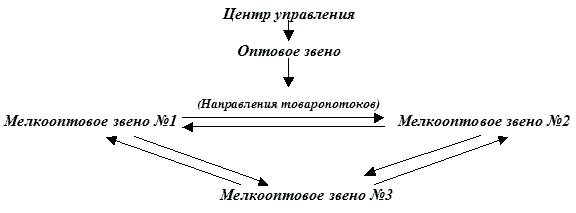 Центр управления
Оптовое звено
(Направления товаропотоков)
Мелкооптовое звено №1
Мелкооптовое звено №2
Мелкооптовое звено №3